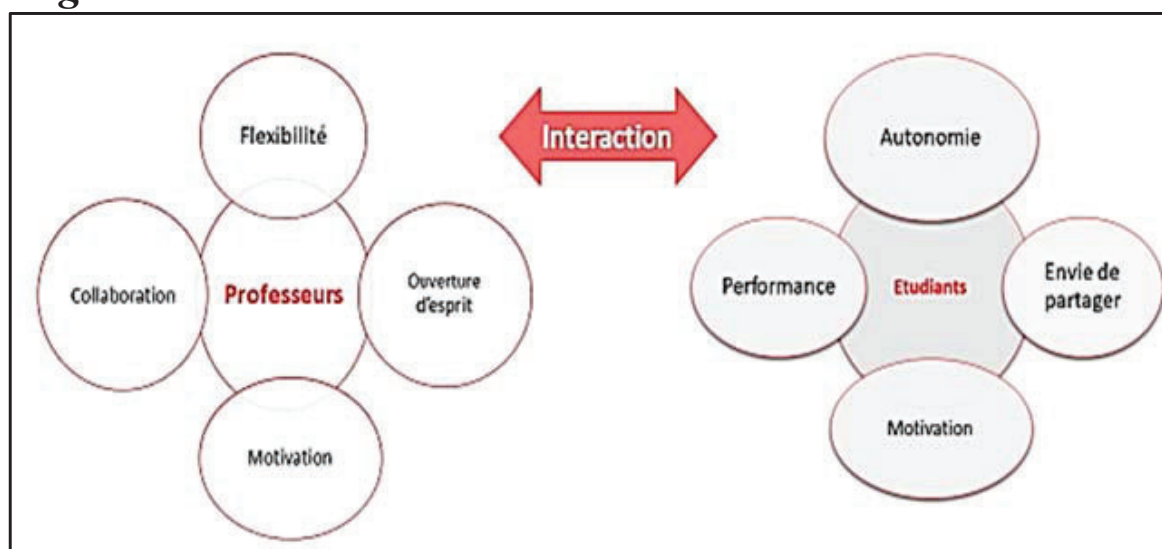 Flexibilité
Collaboration
Professeurs
Ouverture
d'esprit
Motivation
Interaction
Autonomie
Performance
Etudiants
Envie de
partager
Motivation